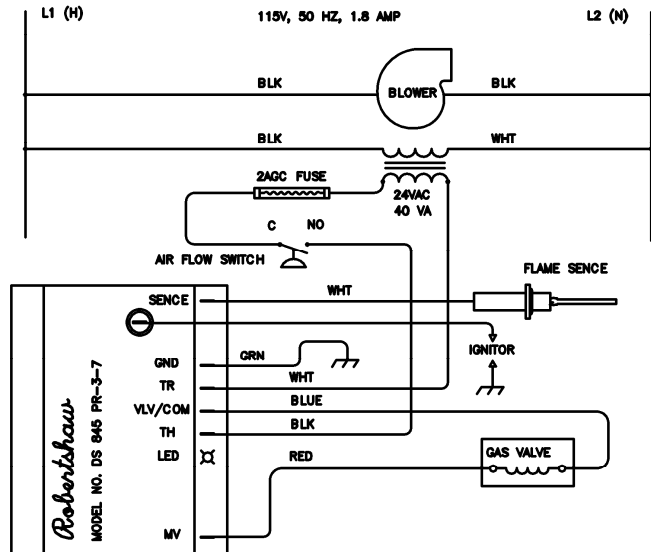 L1 (H)
115V, 50 HZ, 1.8 AMP
L2 (N)
BLK
BLOWER
BLK
BLK
WHT
2AGC FUSE
24VAC
40 VA
C
NO
AIR FLOW SWITCH
FLAME SENCE
SENCE
WHT
IGNITOR
GND
GRN
TR
WHT
VLV/COM
BLUE
TH
BLK
LED
RED
GAS VALVE
MV
Robertshaw
MODEL NO. DS 845 PR-3-7